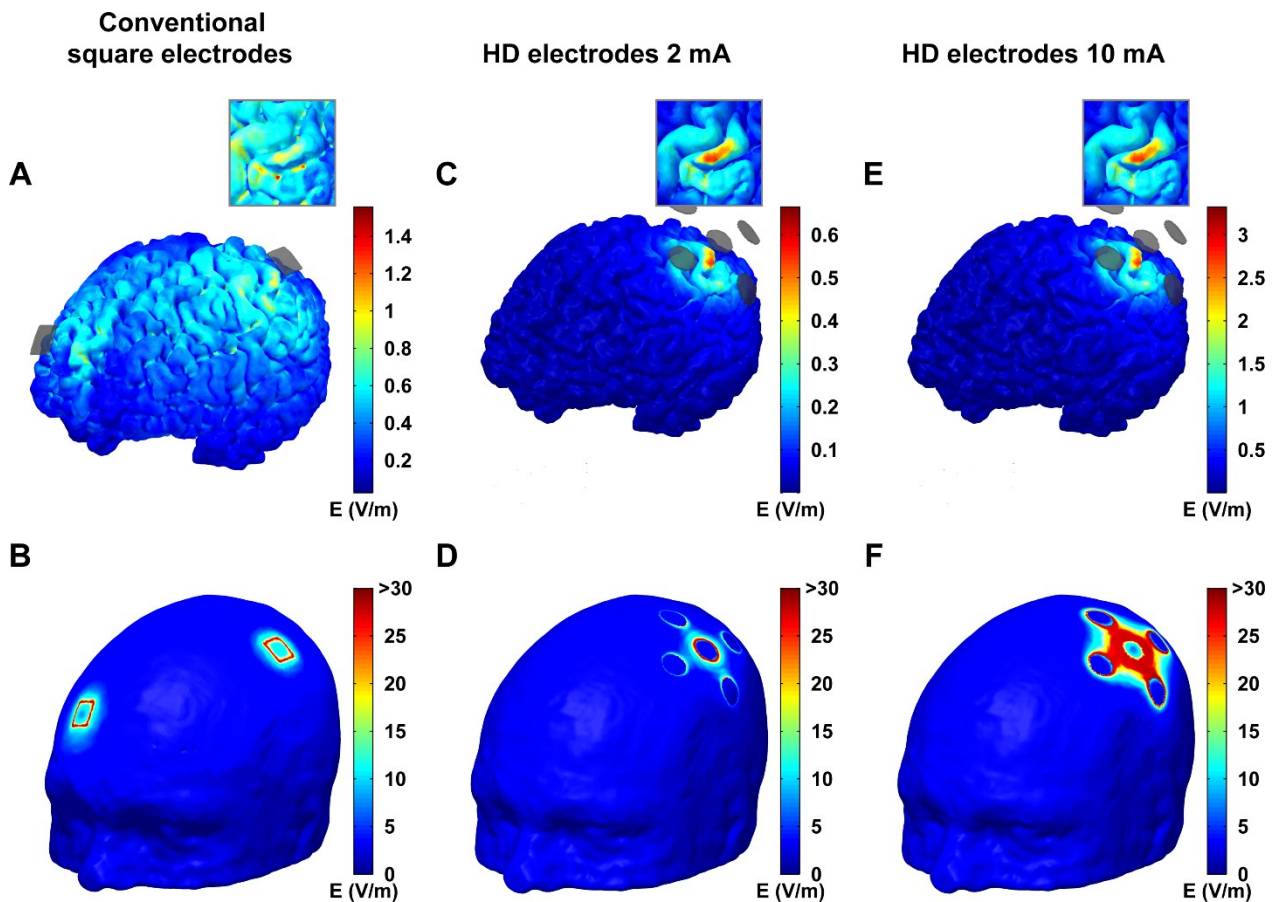 Conventional
square electrodes
HD electrodes 2 mA
HD electrodes 10 mA
A
1.4
1.2
1
0.8
0.6
0.4
0.2
E (V/m)
C
0.6
0.5
0.4
0.3
0.2
0.1
E (V/m)
E
3
2.5
2
1.5
1
0.5
E (V/m)
B
>30
25
20
15
10
5
0
E (V/m)
D
>30
25
20
15
10
5
0
E (V/m)
F
>30
25
20
15
10
5
0
E (V/m)